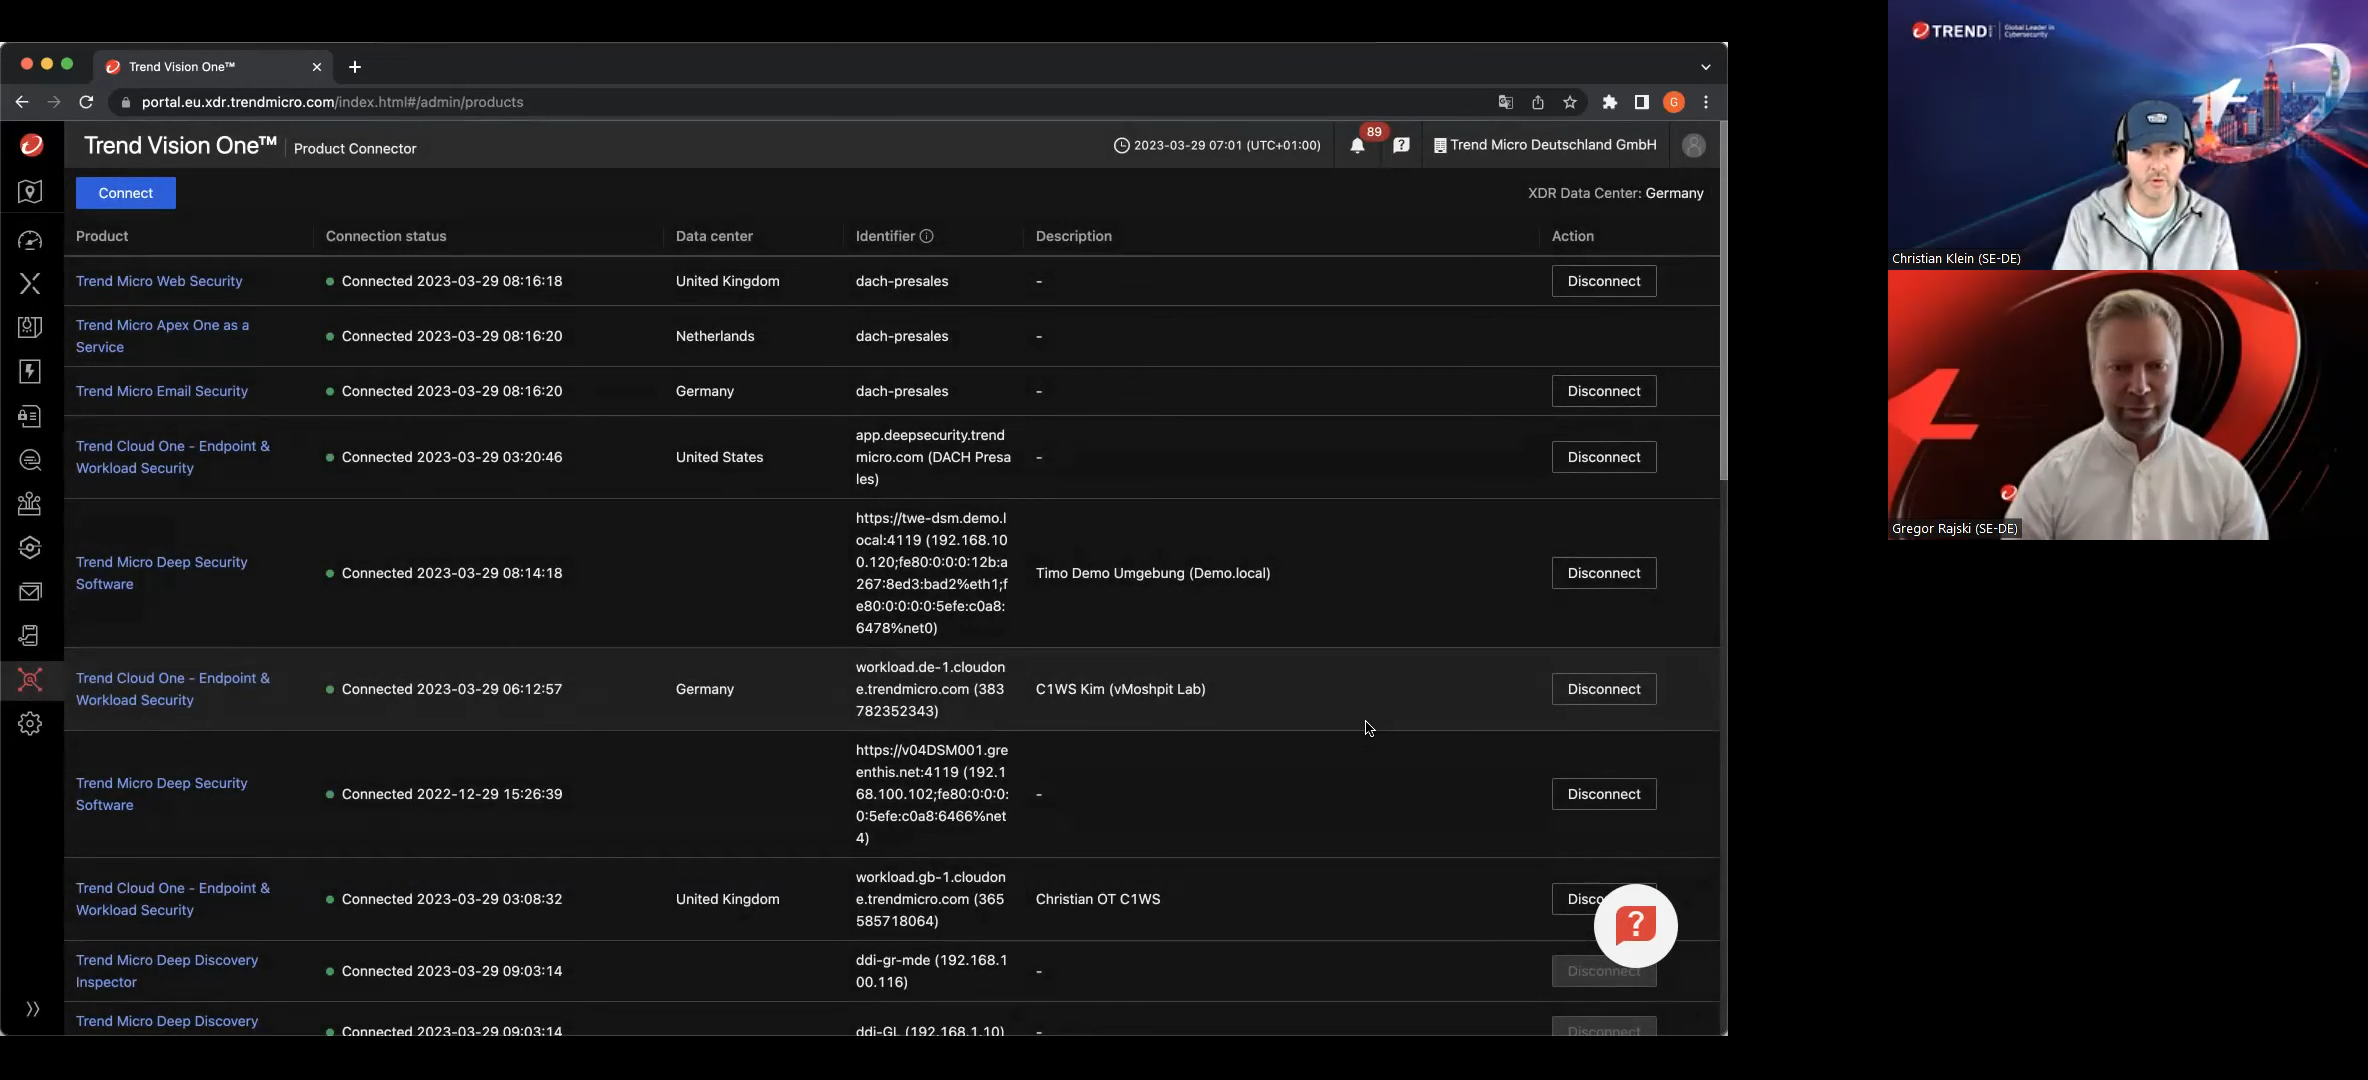 Trend Vision One™
portal.eu.xdr.trendmicro.com/index.html#/admin/products
G
Trend Vision One™ Product Connector
2023-03-29 07:01 (UTC+01:00)
89
Trend Micro Deutschland GmbH
Connect
XDR Data Center: Germany
Product Connection status Data center Identifier Description Action
Trend Micro Web Security Connected 2023-03-29 08:16:18 United Kingdom dach-presales - Disconnect
Trend Micro Apex One as a
Service
Connected 2023-03-29 08:16:20 Netherlands dach-presales -
Trend Micro Email Security Connected 2023-03-29 08:16:20 Germany dach-presales - Disconnect
Trend Cloud One - Endpoint &
Workload Security
Connected 2023-03-29 03:20:46 United States
app.deepsecurity.trend
micro.com (DACH Presa
les)
- Disconnect
Trend Micro Deep Security
Software
Connected 2023-03-29 08:14:18
https://twe-dsm.demo.l
ocal:4119 (192.168.10
0.120;fe80:0:0:0:12b:a
267:8ed3:bad2%eth1;f
e80:0:0:0:0:5efe:c0a8:
6478%net0)
Timo Demo Umgebung (Demo.local) Disconnect
Trend Cloud One - Endpoint &
Workload Security
Connected 2023-03-29 06:12:57 Germany
workload.de-1.cloudon
e.trendmicro.com (383
782352343)
C1WS Kim (vMoshpit Lab) Disconnect
Trend Micro Deep Security
Software
Connected 2022-12-29 15:26:39
https://v04DSM001.gre
enthis.net:4119 (192.1
68.100.102;fe80:0:0:0:
0:5efe:c0a8:6466%net
4)
- Disconnect
Trend Cloud One - Endpoint &
Workload Security
Connected 2023-03-29 03:08:32 United Kingdom
workload.gb-1.cloudon
e.trendmicro.com (365
585718064)
Christian OT C1WS Disco
Trend Micro Deep Discovery
Inspector
Connected 2023-03-29 09:03:14
ddi-gr-mde (192.168.1
00.116)
- Disconnect
Trend Micro Deep Discovery
Connected 2023-03-29 09:03:14 ddi-GL (192.168.1.10) - Disconnect
?
TREND
Global Leader in
Cybersecurity
Christian Klein (SE-DE)
Gregor Rajski (SE-DE)